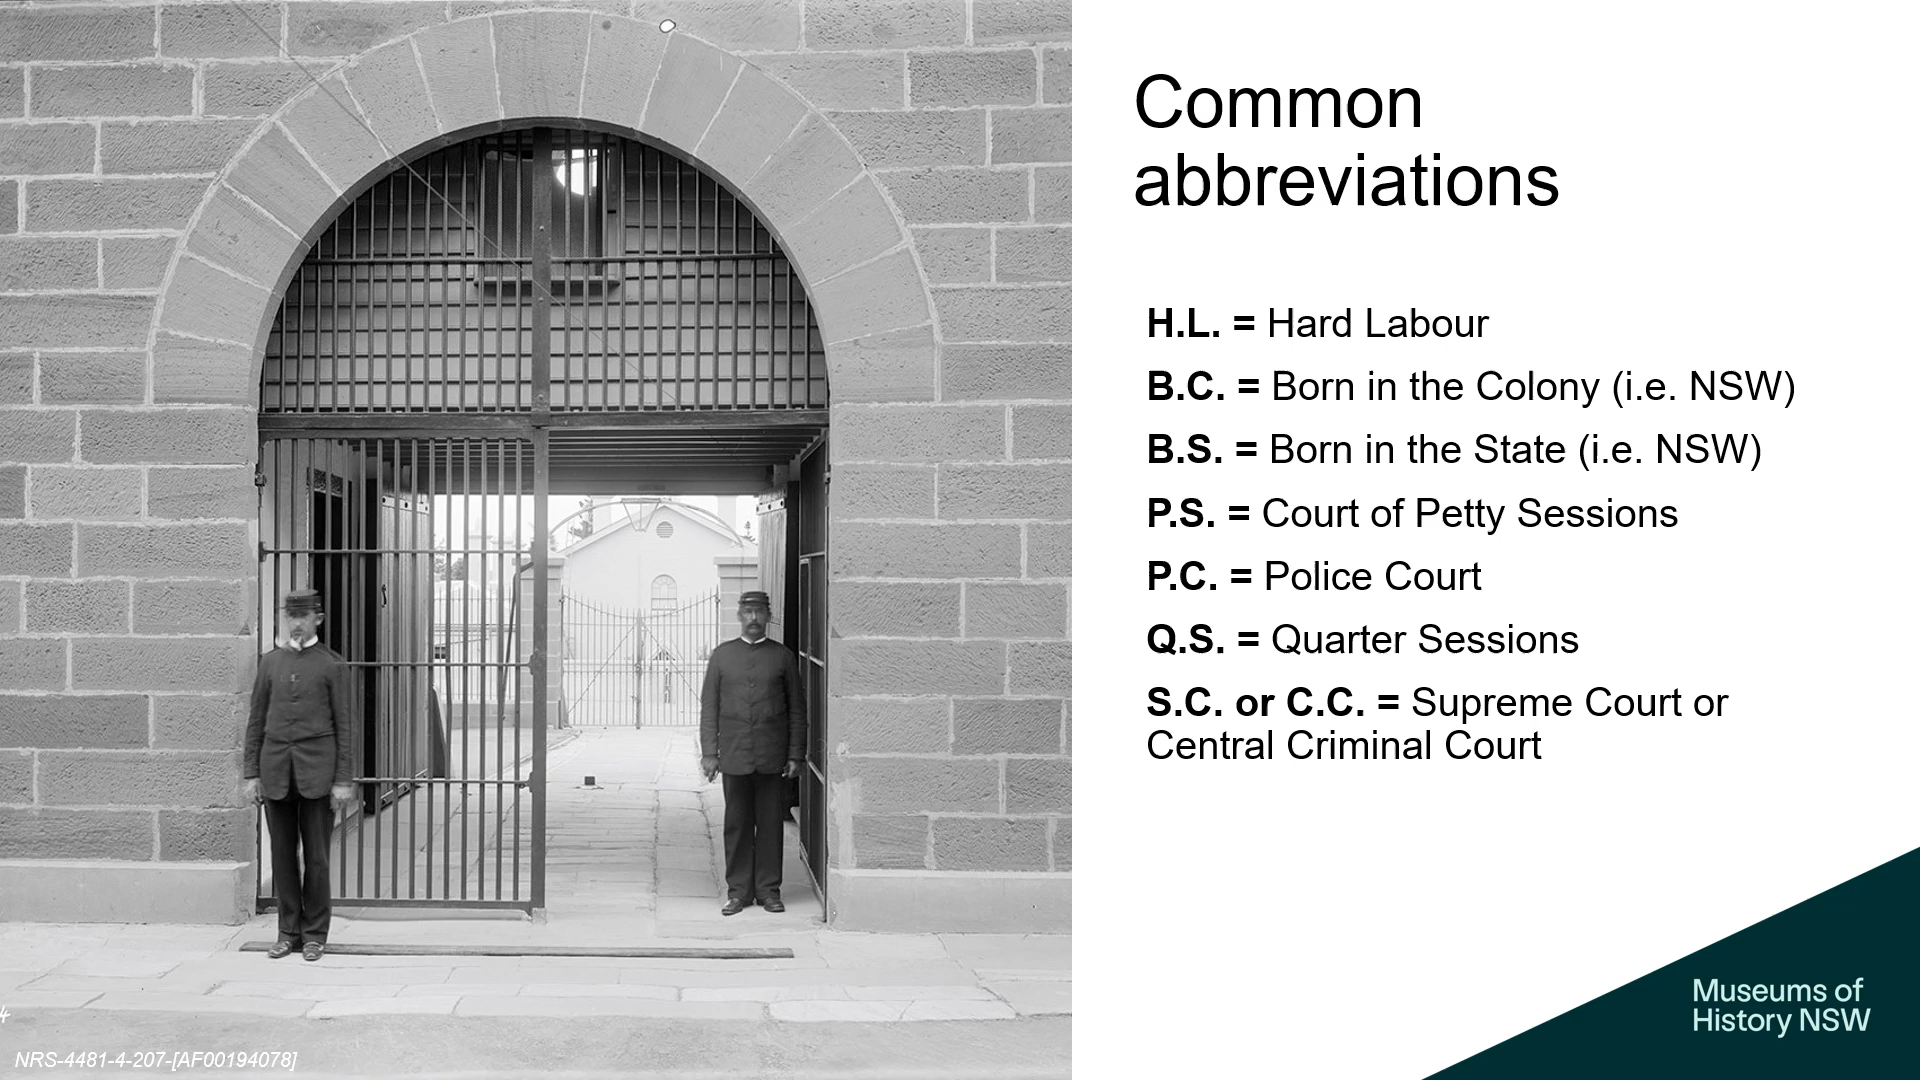 Common
abbreviations
H.L. = Hard Labour
B.C. = Born in the Colony (i.e. NSW)
B.S. = Born in the State (i.e. NSW)
P.S. = Court of Petty Sessions
P.C. = Police Court
Q.S. = Quarter Sessions
S.C. or C.C. = Supreme Court or
Central Criminal Court
4
NRS-4481-4-207-[AF00194078]
Museums of
History NSW